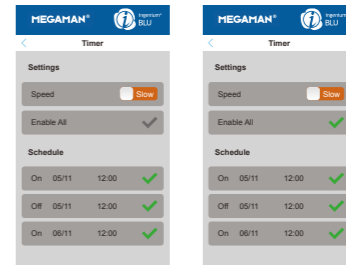 MEGAMAN®
ingenium®
BLU
Timer
Settings
Speed Slow
Enable All
Schedule
On 05/11 12:00
Off 05/11 12:00
On 06/11 12:00
MEGAMAN®
ingenium®
BLU
Timer
Settings
Speed Slow
Enable All
Schedule
On 05/11 12:00
Off 05/11 12:00
On 06/11 12:00